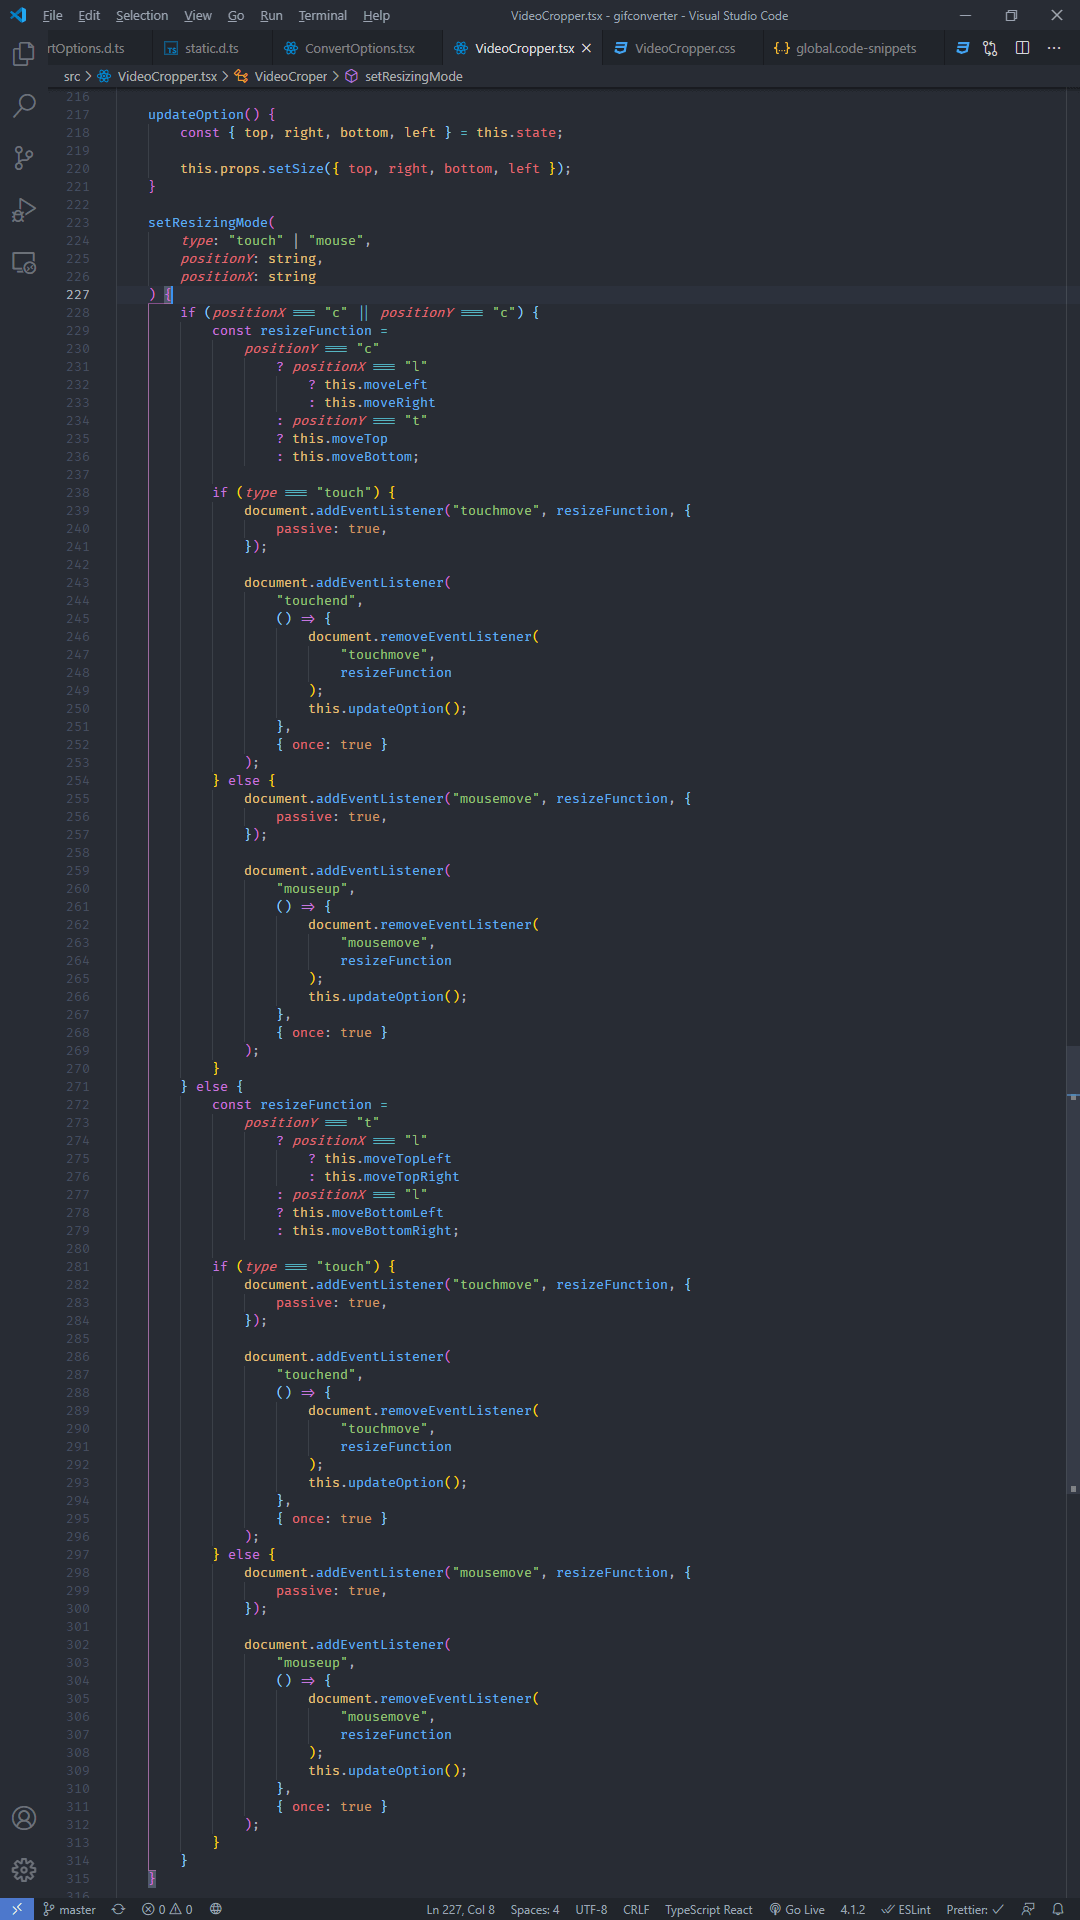 File Edit Selection View Go Run Terminal Help VideoCropper.tsx - gifconverter - Visual Studio Code
rtOptions.d.ts TS static.d.ts ConvertOptions.tsx VideoCropper.tsx VideoCropper.css {..} global.code-snippets
src > VideoCropper.tsx > VideoCroper > setResizingMode
216
217 updateOption() {
218 const { top, right, bottom, left } = this.state;
219
220 this.props.setSize({ top, right, bottom, left });
221 }
222
223 setResizingMode(
224 type: "touch" | "mouse",
225 positionY: string,
226 positionX: string
227 ) {
228 if (positionX === "c" || positionY === "c") {
229 const resizeFunction =
230 positionY === "c"
231 ? positionX === "l"
232 ? this.moveLeft
233 : this.moveRight
234 : positionY === "t"
235 ? this.moveTop
236 : this.moveBottom;
237
238 if (type === "touch") {
239 document.addEventListener("touchmove", resizeFunction, {
240 passive: true,
241 });
242
243 document.addEventListener(
244 "touchend",
245 () => {
246 document.removeEventListener(
247 "touchmove",
248 resizeFunction
249 );
250 this.updateOption();
251 },
252 { once: true }
253 );
254 } else {
255 document.addEventListener("mousemove", resizeFunction, {
256 passive: true,
257 });
258
259 document.addEventListener(
260 "mouseup",
261 () => {
262 document.removeEventListener(
263 "mousemove",
264 resizeFunction
265 );
266 this.updateOption();
267 },
268 { once: true }
269 );
270 }
271 } else {
272 const resizeFunction =
273 positionY === "t"
274 ? positionX === "l"
275 ? this.moveTopLeft
276 : this.moveTopRight
277 : positionX === "l"
278 ? this.moveBottomLeft
279 : this.moveBottomRight;
280
281 if (type === "touch") {
282 document.addEventListener("touchmove", resizeFunction, {
283 passive: true,
284 });
285
286 document.addEventListener(
287 "touchend",
288 () => {
289 document.removeEventListener(
290 "touchmove",
291 resizeFunction
292 );
293 this.updateOption();
294 },
295 { once: true }
296 );
297 } else {
298 document.addEventListener("mousemove", resizeFunction, {
299 passive: true,
300 });
301
302 document.addEventListener(
303 "mouseup",
304 () => {
305 document.removeEventListener(
306 "mousemove",
307 resizeFunction
308 );
309 this.updateOption();
310 },
311 { once: true }
312 );
313 }
314 }
315 }
316
master 0 0 Ln 227, Col 8 Spaces: 4 UTF-8 CRLF TypeScript React Go Live 4.1.2 ESLint Prettier: ✓